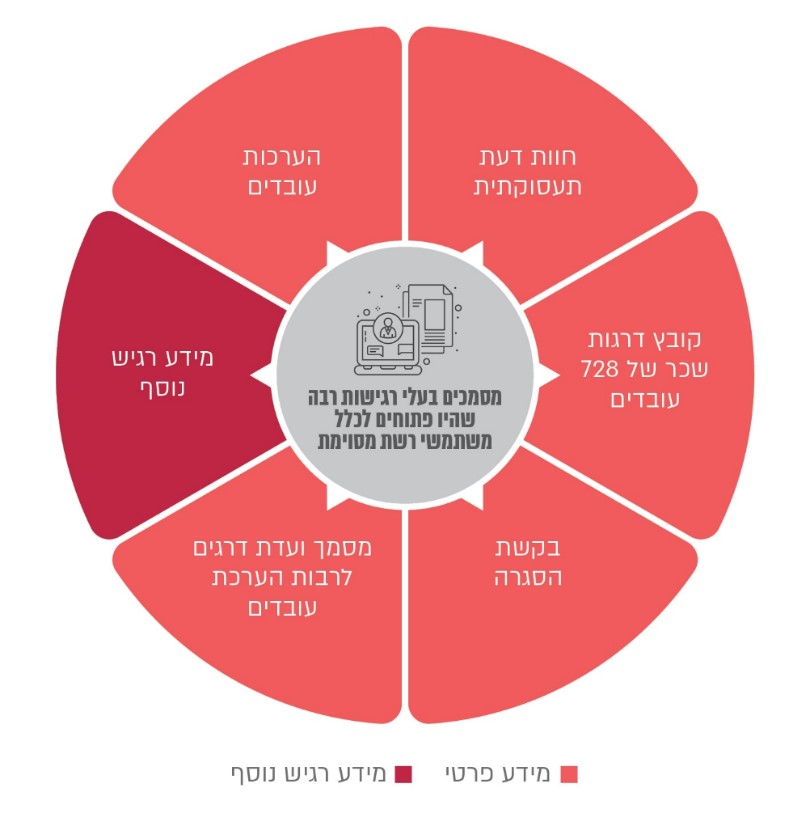 חוות דעת
תעסוקתית
קובץ דרגות
שכר של 728
עובדים
בקשת
הסגרה
מסמך ועדת דרגים
לרבות הערכת
עובדים
מידע רגיש
נוסף
הערכות
עובדים
מסמכים בעלי רגישות רבה
שהיו פתוחים לכלל
משתמשי רשת מסוימת
מידע פרטי
מידע רגיש נוסף